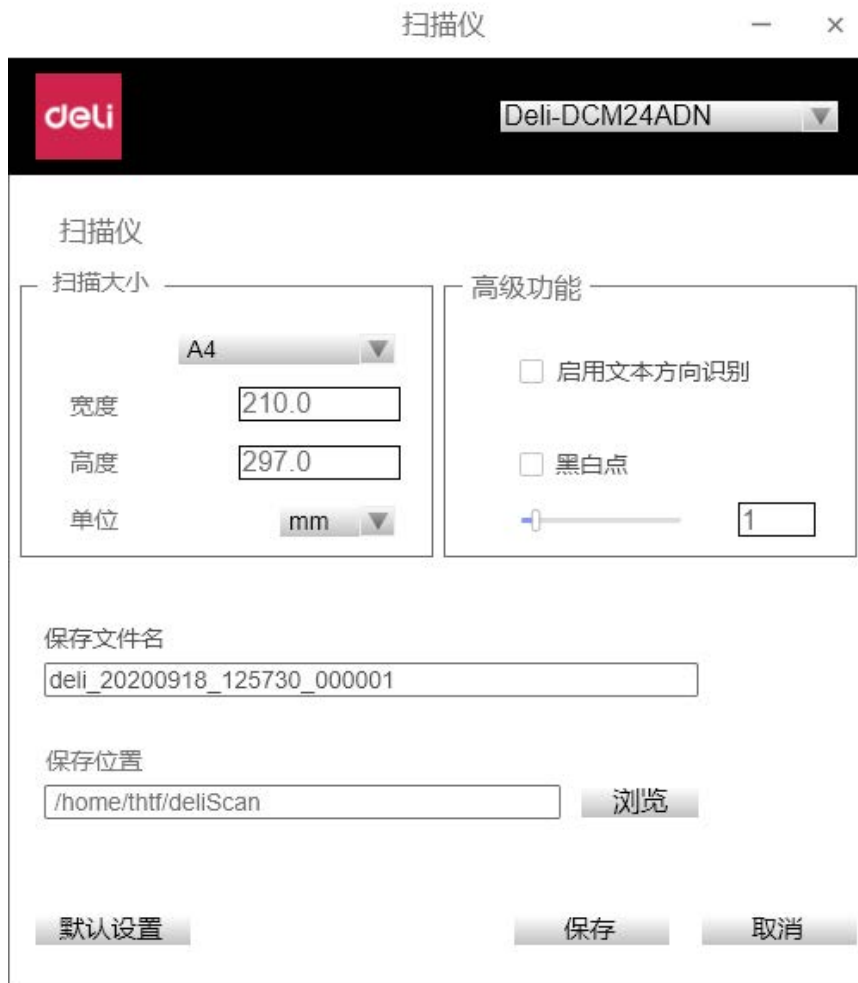 扫描仪
deli
Deli-DCM24ADN
扫描仪
扫描大小
A4
宽度 210.0
高度 297.0
单位 mm
高级功能
启用文本方向识别
黑白点
1
保存文件名
deli_20200918_125730_000001
保存位置
/home/thtf/deliScan 浏览
默认设置 保存 取消